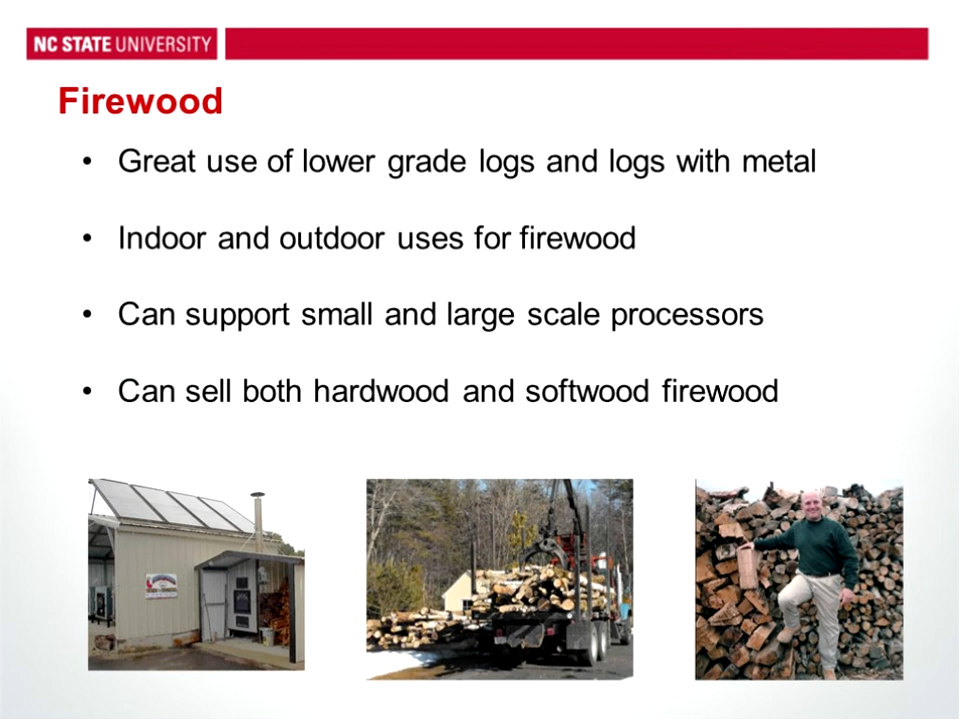 NC STATE UNIVERSITY
Firewood
• Great use of lower grade logs and logs with metal
• Indoor and outdoor uses for firewood
• Can support small and large scale processors
• Can sell both hardwood and softwood firewood